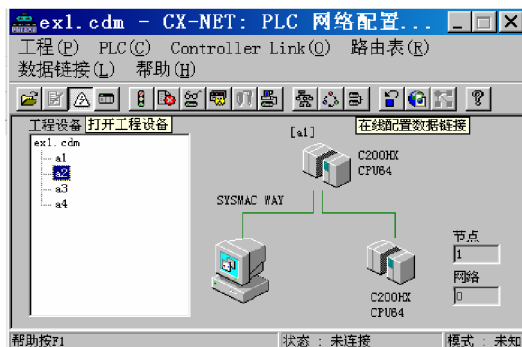 ex1.cdm - CX-NET: PLC 网络配置...
工程(P) PLC(C) Controller Link(O) 路由表(R)
数据链接(L) 帮助(H)
工程设备 打开工程设备
在线配置数据链接
ex1.cdm
a1
a2
a3
a4
[a1]
C200HX
CPU64
SYSMAC WAY
C200HX
CPU64
节点
1
网络
0
帮助按F1 状态 : 未连接 模式 : 未知